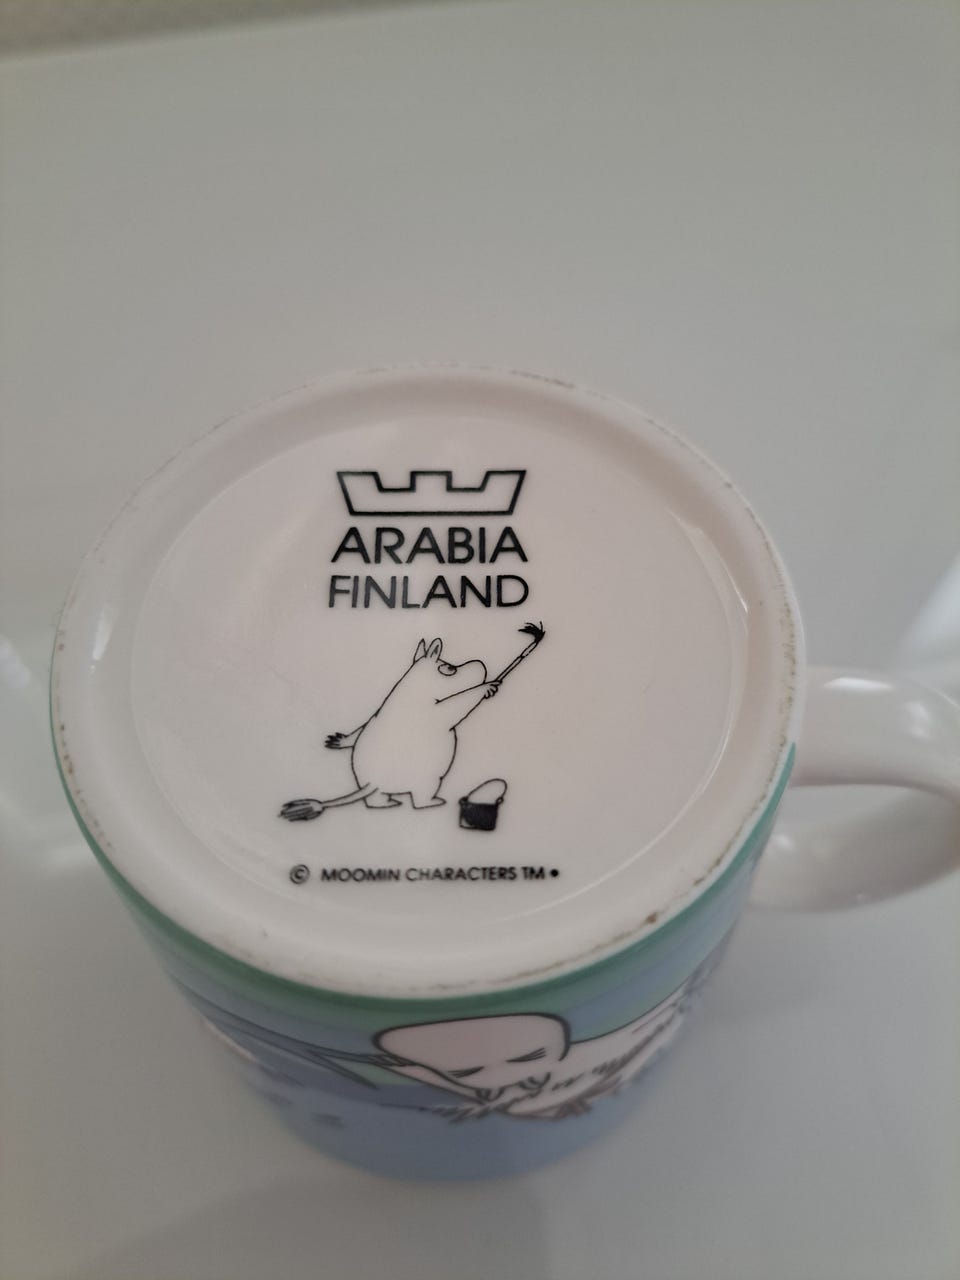 ARABIA
FINLAND
© MOOMIN CHARACTERS TM •